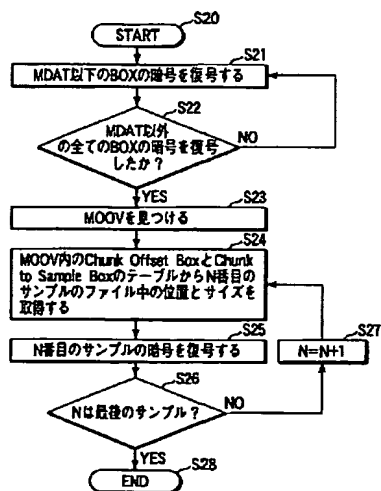 S20
START
S21
MDAT以下のBOXの暗号を復号する
S22
MDAT以外
の全てのBOXの暗号を復号
したか?
NO
YES
S23
MOOVを見つける
S24
MOOV内のChunk Offset BoxとChunk
to Sample BoxのテーブルからN番目の
サンプルのファイル中の位置とサイズを
取得する
S25
N番目のサンプルの暗号を復号する
S27
N=N+1
S26
Nは最後のサンプル?
NO
YES
S28
END